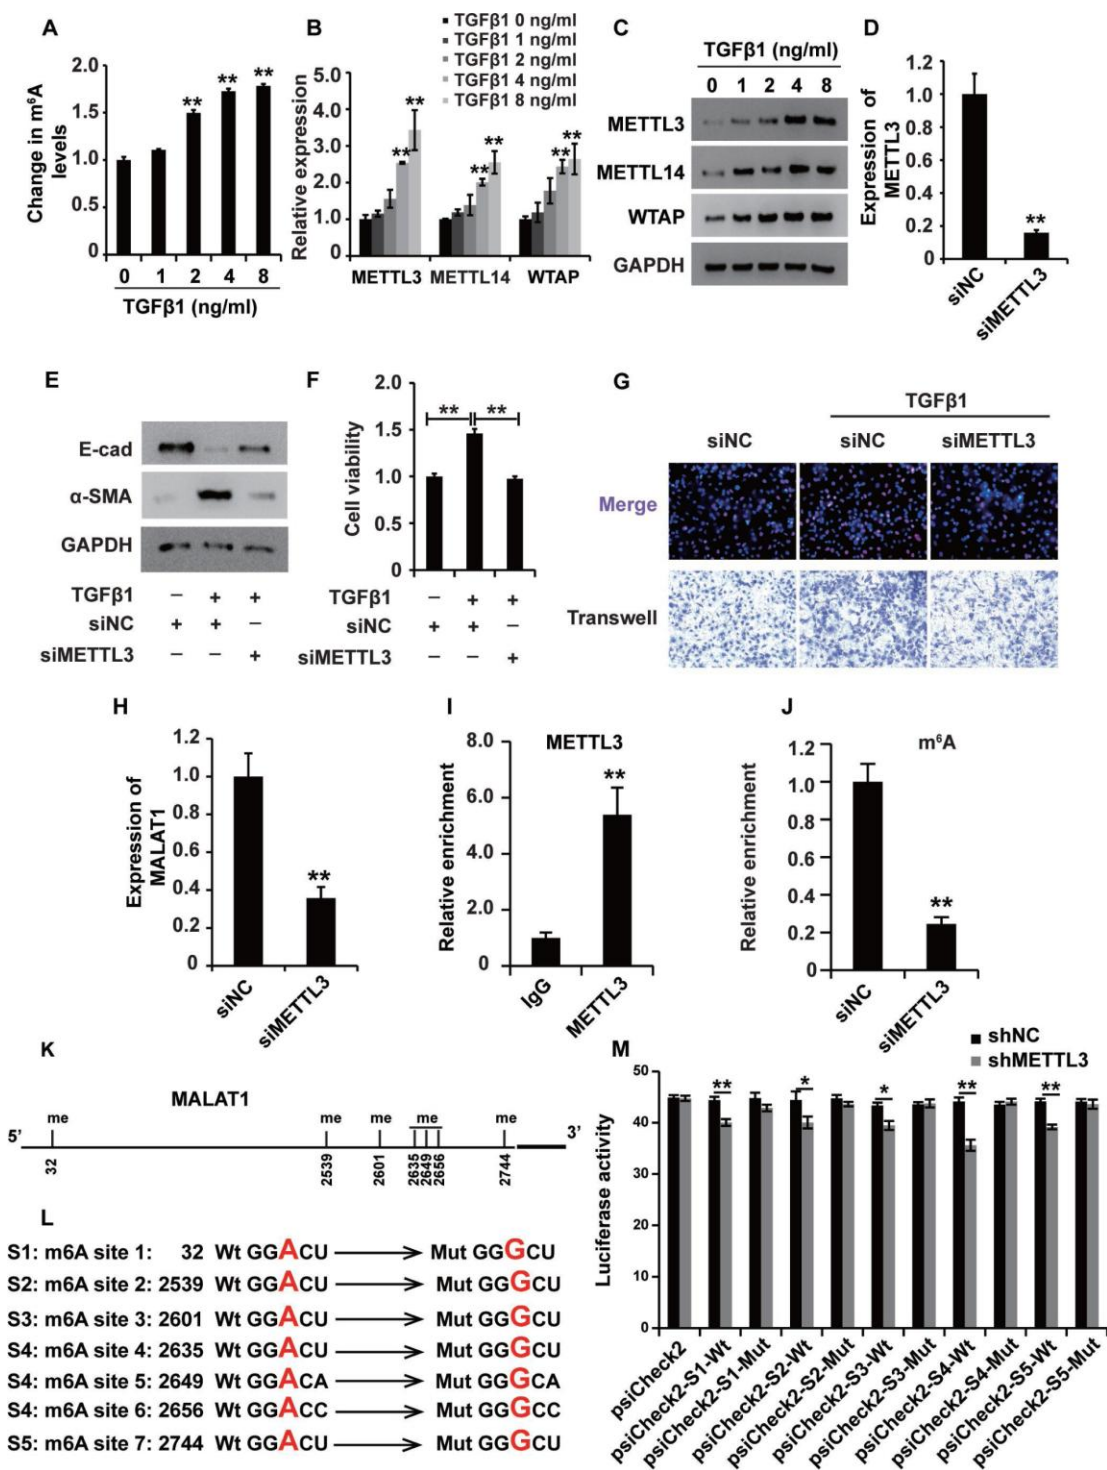 A
Change in m⁶A
levels
2.0
1.5
1.0
0.5
0
** ** **
0 1 2 4 8
TGFβ1 (ng/ml)
B
TGFβ1 0 ng/ml
TGFβ1 1 ng/ml
TGFβ1 2 ng/ml
TGFβ1 4 ng/ml
TGFβ1 8 ng/ml
Relative expression
5.0
4.0
3.0
2.0
1.0
0
** ** ** ** ** **
METTL3 METTL14 WTAP
C
TGFβ1 (ng/ml)
0 1 2 4 8
METTL3
METTL14
WTAP
GAPDH
D
Expression of
METTL3
1.2
1.0
0.8
0.6
0.4
0.2
0
**
siNC
siMETTL3
E
E-cad
α-SMA
GAPDH
TGFβ1 − + +
siNC + + −
siMETTL3 − − +
F
Cell viability
2.0
1.5
1.0
0.5
0
** **
TGFβ1 − + +
siNC + + −
siMETTL3 − − +
G
TGFβ1
siNC siNC siMETTL3
Merge
Transwell
H
Expression of
MALAT1
1.2
1.0
0.8
0.6
0.4
0.2
0
**
siNC
siMETTL3
I
METTL3
Relative enrichment
8.0
6.0
4.0
2.0
0
**
IgG
METTL3
J
m⁶A
Relative enrichment
1.2
1.0
0.8
0.6
0.4
0.2
0
**
siNC
siMETTL3
K
MALAT1
me me me me me
5’ 3’
32 2539 2601 2635 2649 2656 2744
L
S1: m6A site 1: 32 Wt GGACU Mut GGGCU
S2: m6A site 2: 2539 Wt GGACU Mut GGGCU
S3: m6A site 3: 2601 Wt GGACU Mut GGGCU
S4: m6A site 4: 2635 Wt GGACU Mut GGGCU
S4: m6A site 5: 2649 Wt GGACA Mut GGGCA
S4: m6A site 6: 2656 Wt GGACC Mut GGGCC
S5: m6A site 7: 2744 Wt GGACU Mut GGGCU
M
shNC
shMETTL3
Luciferase activity
50
40
30
20
10
0
** * * ** **
psiCheck2
psiCheck2-S1-Wt
psiCheck2-S1-Mut
psiCheck2-S2-Wt
psiCheck2-S2-Mut
psiCheck2-S3-Wt
psiCheck2-S3-Mut
psiCheck2-S4-Wt
psiCheck2-S4-Mut
psiCheck2-S5-Wt
psiCheck2-S5-Mut